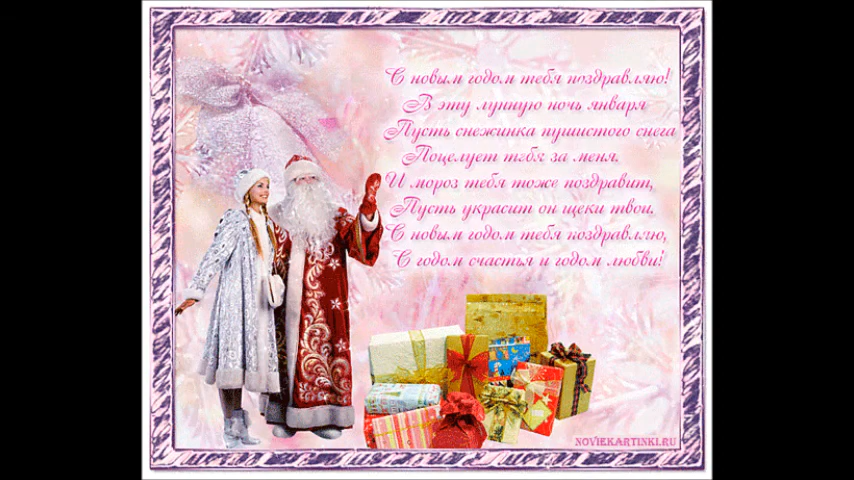 С новым годом тебя поздравляю!
В эту лунную ночь января
Пусть снежинка пушистого снега
Поцелует тебя за меня.
И мороз тебя тоже поздравит,
Пусть украсит он щеки твои.
С новым годом тебя поздравляю,
С годом счастья и годом любви!
NOVIEKARTINKI.RU